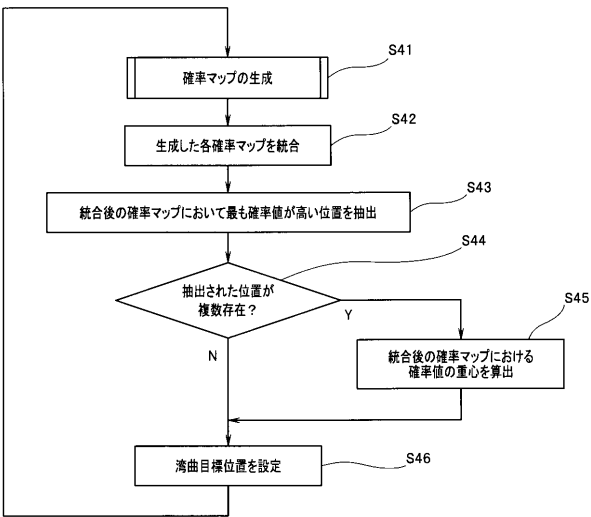 S41
確率マップの生成
S42
生成した各確率マップを統合
S43
統合後の確率マップにおいて最も確率値が高い位置を抽出
S44
抽出された位置が
複数存在？
Y
N
S45
統合後の確率マップにおける
確率値の重心を算出
S46
湾曲目標位置を設定